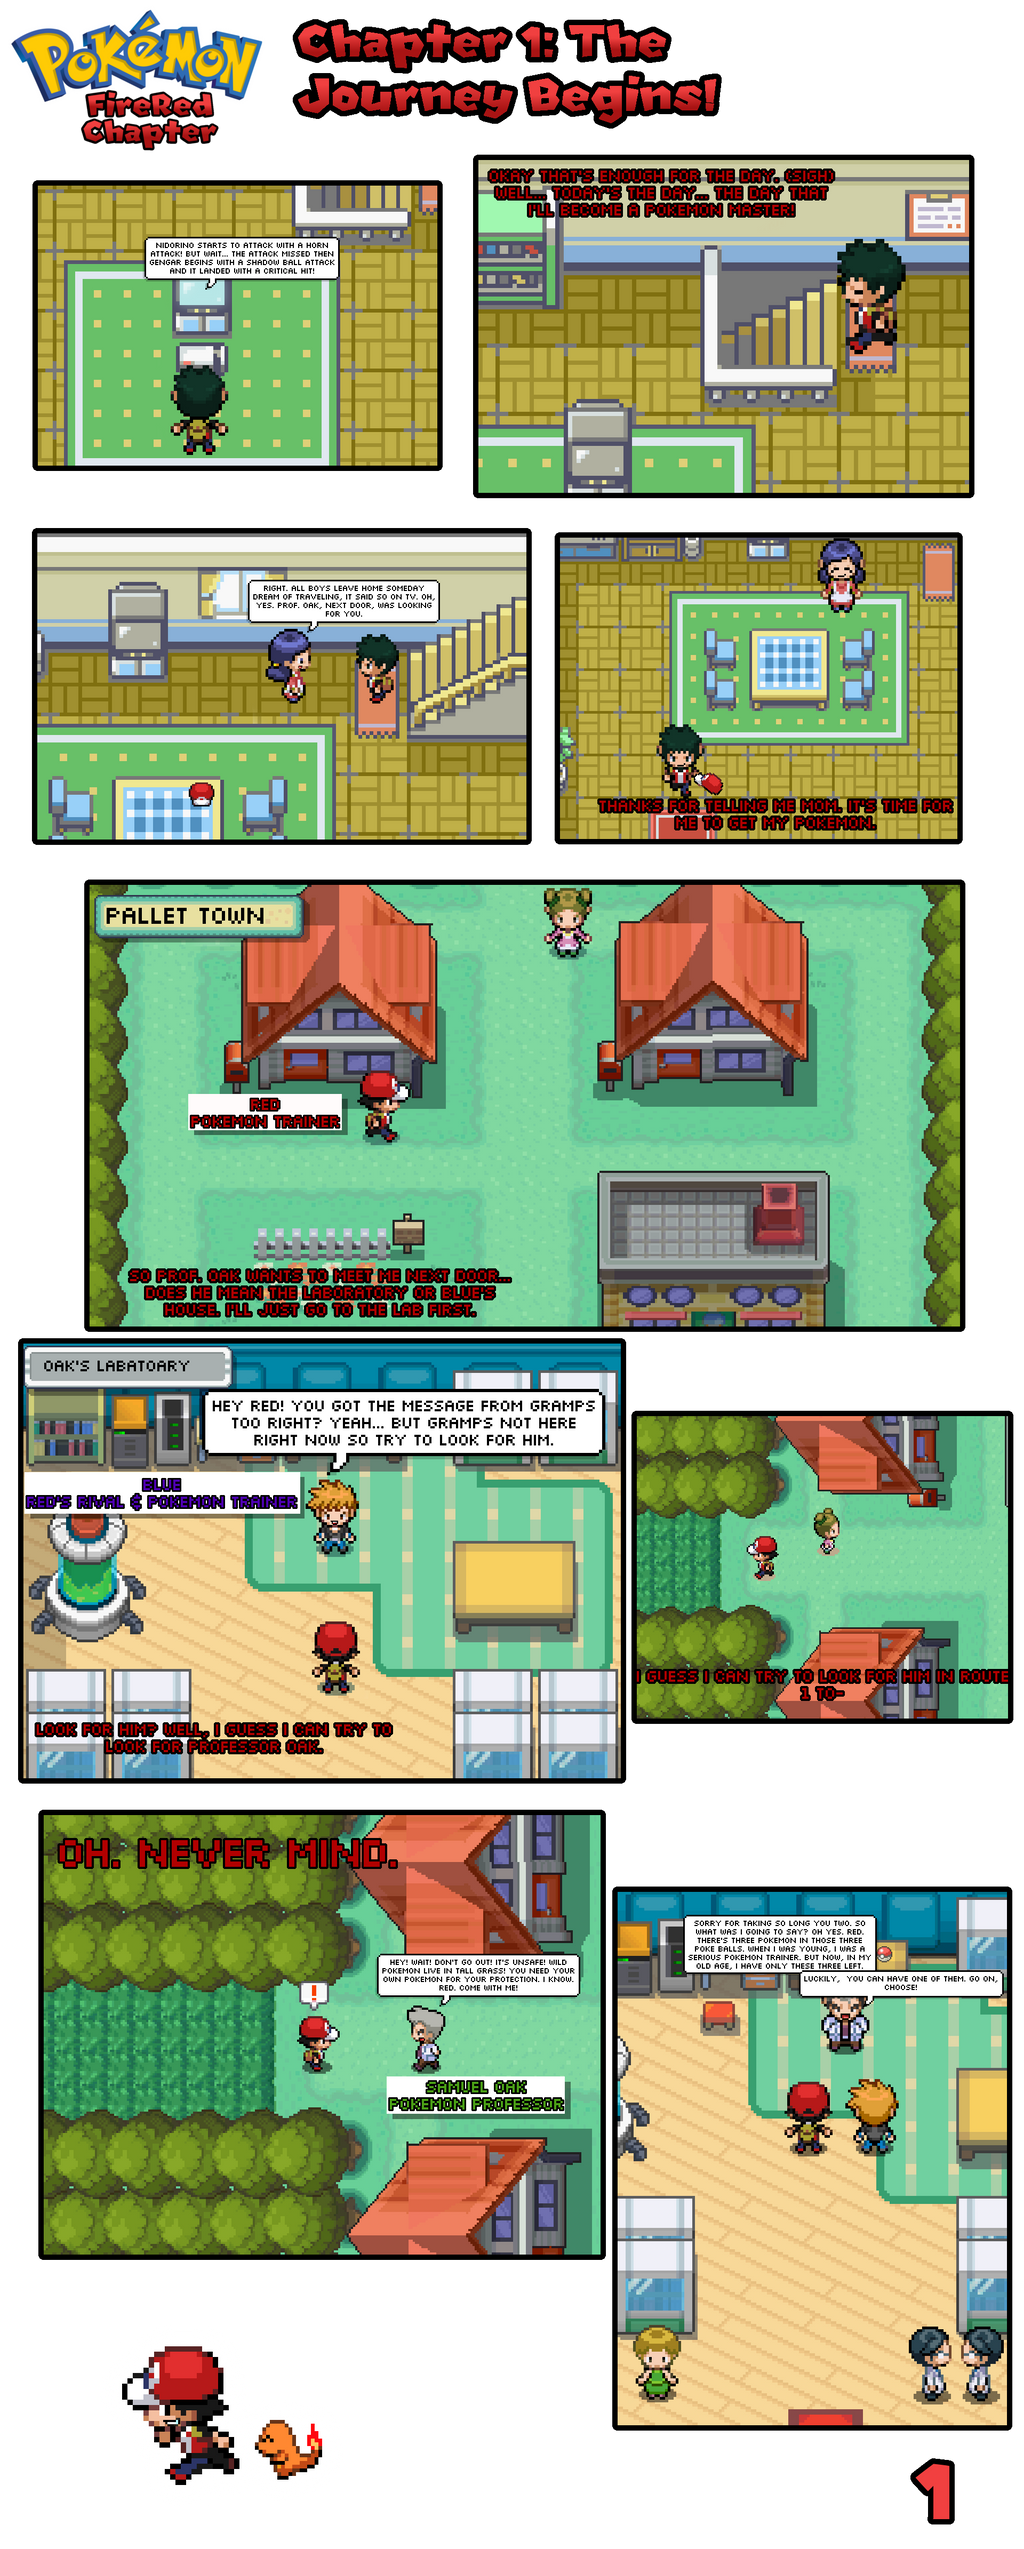 POKéMON
FireRed
Chapter
Chapter 1: The
Journey Begins!
NIDORINO STARTS TO ATTACK WITH A HORN
ATTACK! BUT WAIT... THE ATTACK MISSED THEN
GENGAR BEGINS WITH A SHADOW BALL ATTACK
AND IT LANDED WITH A CRITICAL HIT!
OKAY THAT'S ENOUGH FOR THE DAY. (SIGH)
WELL... TODAY'S THE DAY... THE DAY THAT
I'LL BECOME A POKEMON MASTER!
RIGHT. ALL BOYS LEAVE HOME SOMEDAY
DREAM OF TRAVELING, IT SAID SO ON TV. OH,
YES. PROF. OAK, NEXT DOOR, WAS LOOKING
FOR YOU.
THANKS FOR TELLING ME MOM. IT'S TIME FOR
ME TO GET MY POKEMON.
PALLET TOWN
RED
POKEMON TRAINER
SO PROF. OAK WANTS TO MEET ME NEXT DOOR...
DOES HE MEAN THE LABORATORY OR BLUE'S
HOUSE. I'LL JUST GO TO THE LAB FIRST.
OAK'S LABATOARY
HEY RED! YOU GOT THE MESSAGE FROM GRAMPS
TOO RIGHT? YEAH... BUT GRAMPS NOT HERE
RIGHT NOW SO TRY TO LOOK FOR HIM.
BLUE
RED'S RIVAL & POKEMON TRAINER
LOOK FOR HIM? WELL, I GUESS I CAN TRY TO
LOOK FOR PROFESSOR OAK.
I GUESS I CAN TRY TO LOOK FOR HIM IN ROUTE
1 TO-
OH. NEVER MIND.
HEY! WAIT! DON'T GO OUT! IT'S UNSAFE! WILD
POKEMON LIVE IN TALL GRASS! YOU NEED YOUR
OWN POKEMON FOR YOUR PROTECTION. I KNOW.
RED. COME WITH ME!
!
SAMUEL OAK
POKEMON PROFESSOR
SORRY FOR TAKING SO LONG YOU TWO. SO
WHAT WAS I GOING TO SAY? OH YES. RED.
THERE'S THREE POKEMON IN THOSE THREE
POKE BALLS. WHEN I WAS YOUNG, I WAS A
SERIOUS POKEMON TRAINER. BUT NOW, IN MY
OLD AGE, I HAVE ONLY THESE THREE LEFT.
LUCKILY, YOU CAN HAVE ONE OF THEM. GO ON,
CHOOSE!
1